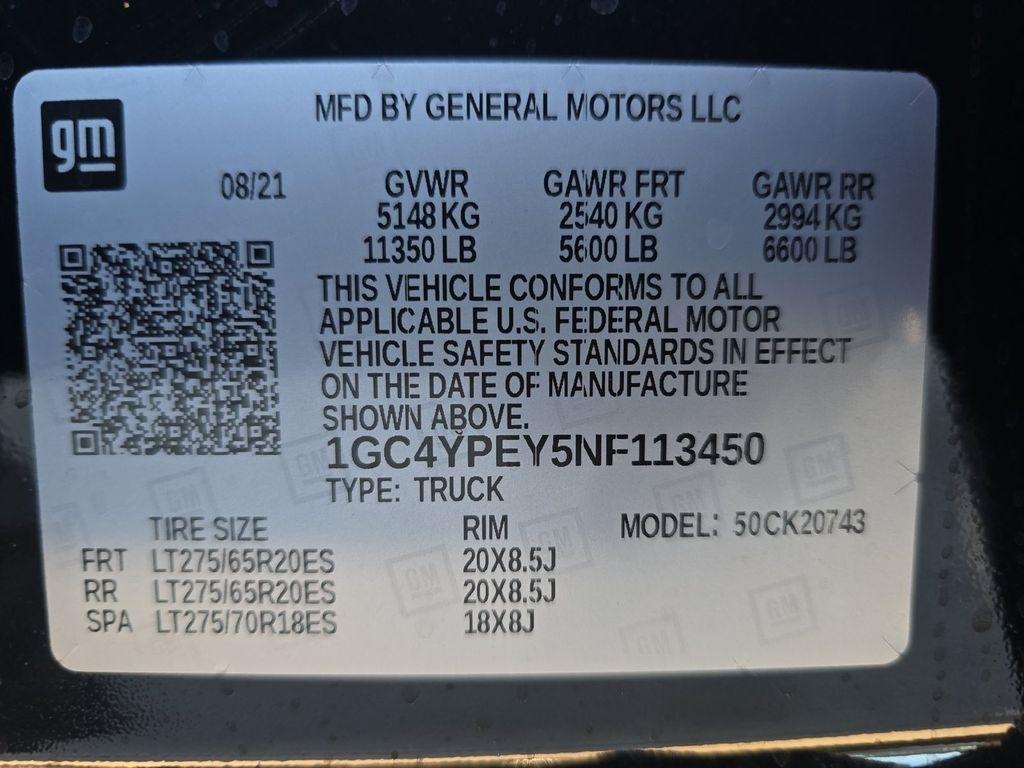 gm
MFD BY GENERAL MOTORS LLC
08/21 GVWR GAWR FRT GAWR RR
5148 KG 2540 KG 2994 KG
11350 LB 5600 LB 6600 LB
THIS VEHICLE CONFORMS TO ALL
APPLICABLE U.S. FEDERAL MOTOR
VEHICLE SAFETY STANDARDS IN EFFECT
ON THE DATE OF MANUFACTURE
SHOWN ABOVE.
1GC4YPEY5NF113450
TYPE: TRUCK
TIRE SIZE RIM MODEL: 50CK20743
FRT LT275/65R20ES 20X8.5J
RR LT275/65R20ES 20X8.5J
SPA LT275/70R18ES 18X8J